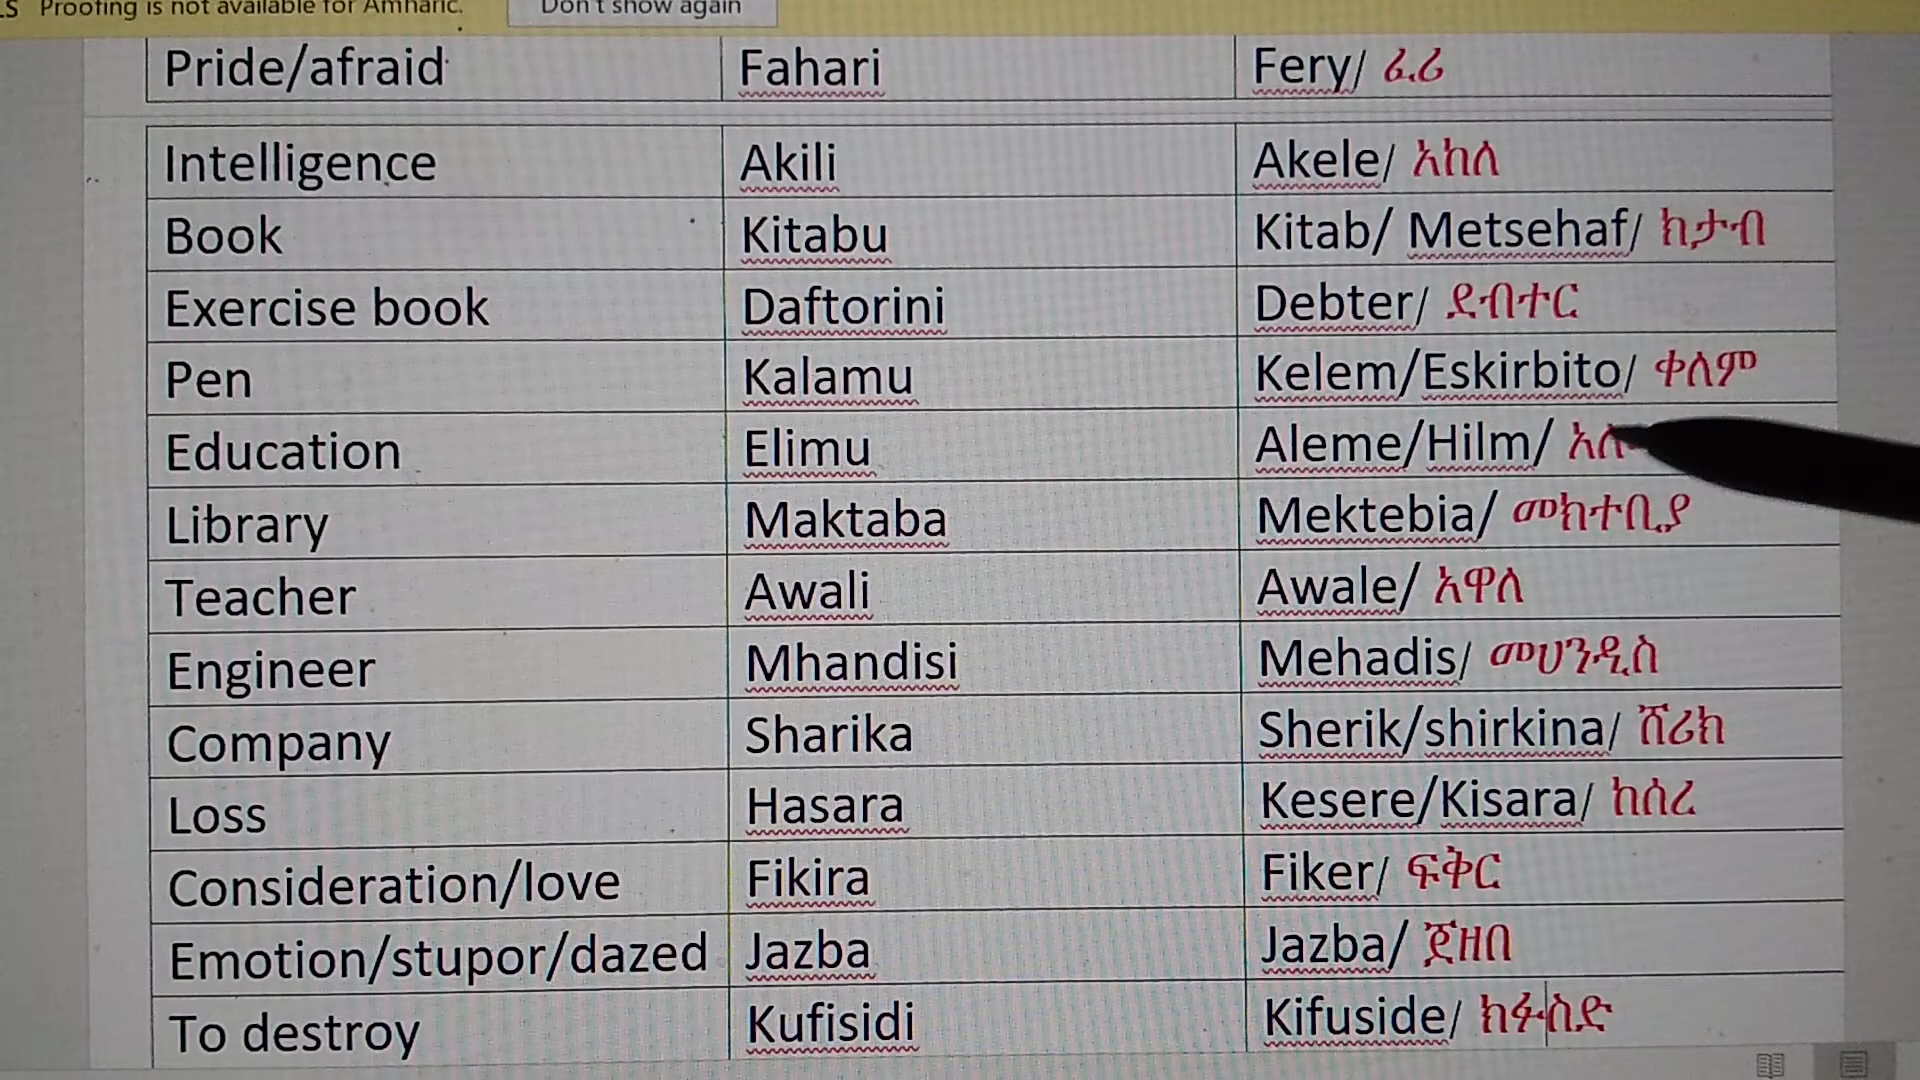 Proofing is not available for Amharic. Don't show again
Pride/afraid Fahari Fery/ ፈሪ
Intelligence Akili Akele/ አከለ
Book Kitabu Kitab/ Metsehaf/ ክታብ
Exercise book Daftorini Debter/ ደብተር
Pen Kalamu Kelem/Eskirbito/ ቀለም
Education Elimu Aleme/Hilm/
Library Maktaba Mektebia/ መከተቢያ
Teacher Awali Awale/ አዋለ
Engineer Mhandisi Mehadis/ መሀንዲስ
Company Sharika Sherik/shirkina/ ሸሪክ
Loss Hasara Kesere/Kisara/ ከሰረ
Consideration/love Fikira Fiker/ ፍቅር
Emotion/stupor/dazed Jazba Jazba/ ጀዘበ
To destroy Kufisidi Kifuside/ ክፉስድ